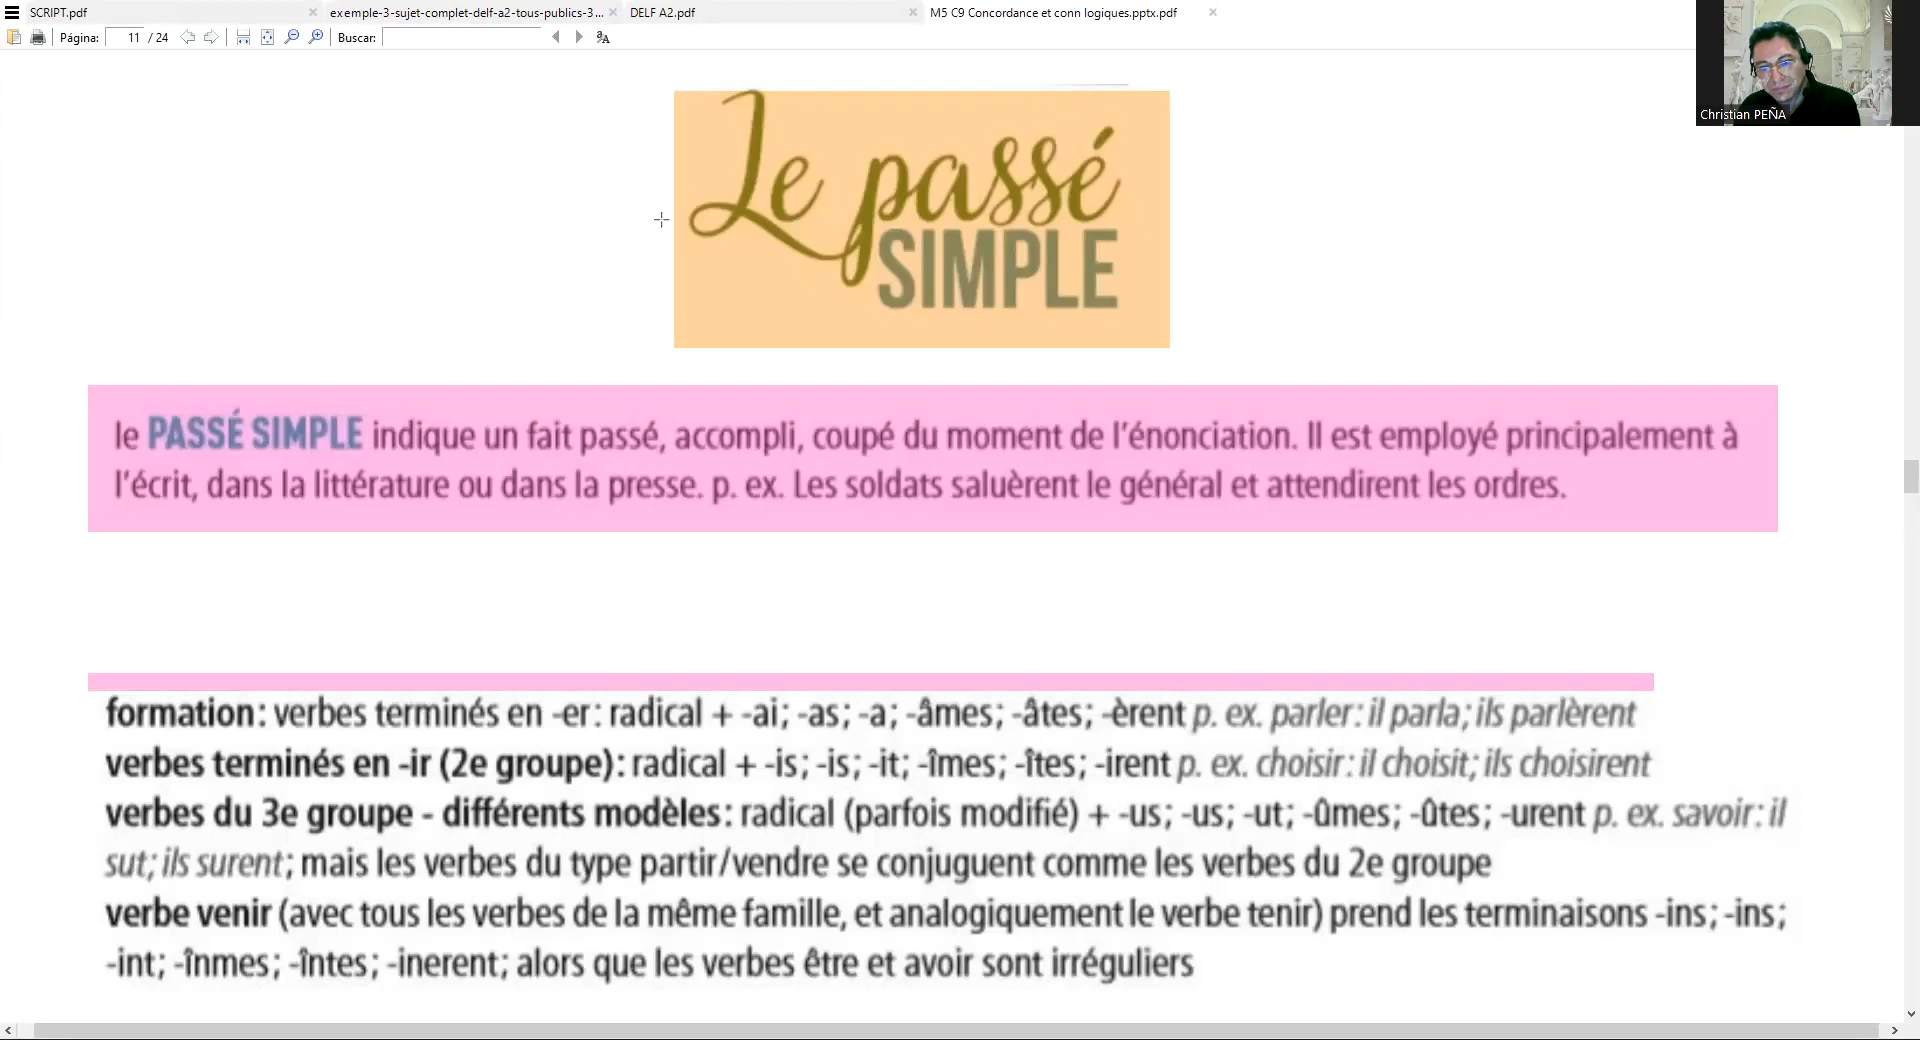 SCRIPT.pdf
exemple-3-sujet-complet-delf-a2-tous-publics-3...
DELF A2.pdf
M5 C9 Concordance et conn logiques.pptx.pdf
Página: 11 / 24
Buscar:
Christian PEÑA
Le passé
SIMPLE
le PASSÉ SIMPLE indique un fait passé, accompli, coupé du moment de l'énonciation. Il est employé principalement à
l'écrit, dans la littérature ou dans la presse. p. ex. Les soldats saluèrent le général et attendirent les ordres.
formation: verbes terminés en -er: radical + -ai; -as; -a; -âmes; -âtes; -èrent p. ex. parler: il parla; ils parlèrent
verbes terminés en -ir (2e groupe): radical + -is; -is; -it; -îmes; -îtes; -irent p. ex. choisir: il choisit; ils choisirent
verbes du 3e groupe - différents modèles: radical (parfois modifié) + -us; -us; -ut; -ûmes; -ûtes; -urent p. ex. savoir: il
sut; ils surent; mais les verbes du type partir/vendre se conjuguent comme les verbes du 2e groupe
verbe venir (avec tous les verbes de la même famille, et analogiquement le verbe tenir) prend les terminaisons -ins; -ins;
-int; -înmes; -întes; -inerent; alors que les verbes être et avoir sont irréguliers